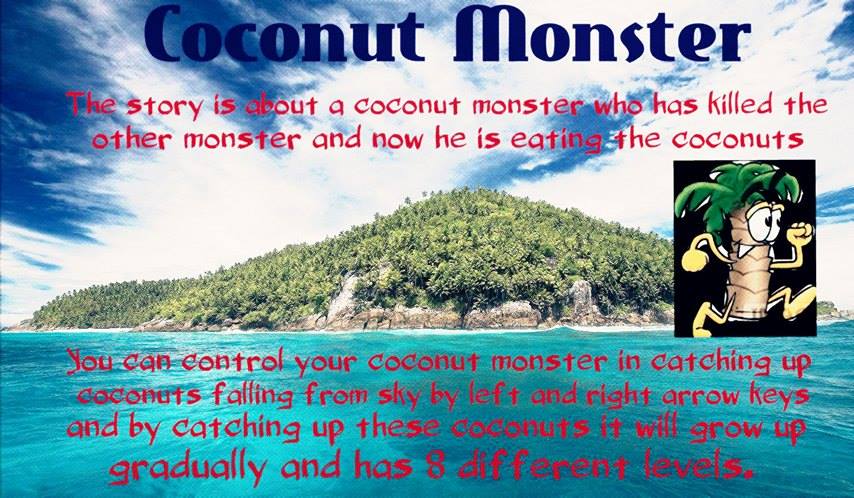 Coconut Monster
The story is about a coconut monster who has killed the
other monster and now he is eating the coconuts
You can control your coconut monster in catching up
coconuts falling from sky by left and right arrow keys
and by catching up these coconuts it will grow up
gradually and has 8 different levels.